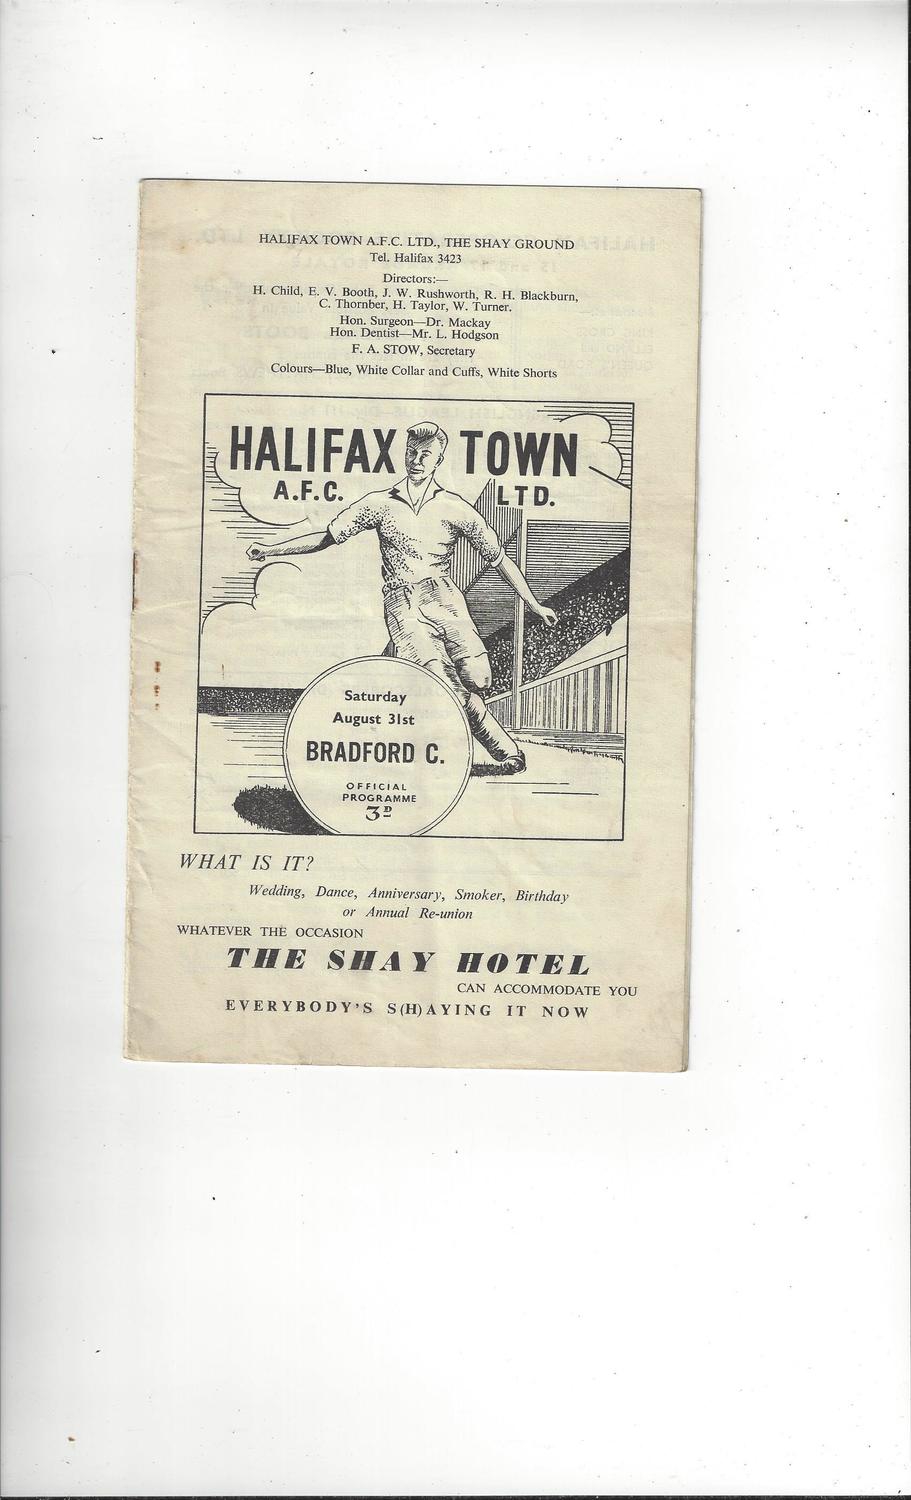 HALIFAX TOWN A.F.C. LTD., THE SHAY GROUND
Tel. Halifax 3423
Directors:—
H. Child, E. V. Booth, J. W. Rushworth, R. H. Blackburn,
C. Thornber, H. Taylor, W. Turner.
Hon. Surgeon—Dr. Mackay
Hon. Dentist—Mr. L. Hodgson
F. A. STOW, Secretary
Colours—Blue, White Collar and Cuffs, White Shorts
HALIFAX TOWN
A.F.C. LTD.
Saturday
August 31st
BRADFORD C.
OFFICIAL
PROGRAMME
3D
WHAT IS IT?
Wedding, Dance, Anniversary, Smoker, Birthday
or Annual Re-union
WHATEVER THE OCCASION
THE SHAY HOTEL
CAN ACCOMMODATE YOU
EVERYBODY'S S(H)AYING IT NOW